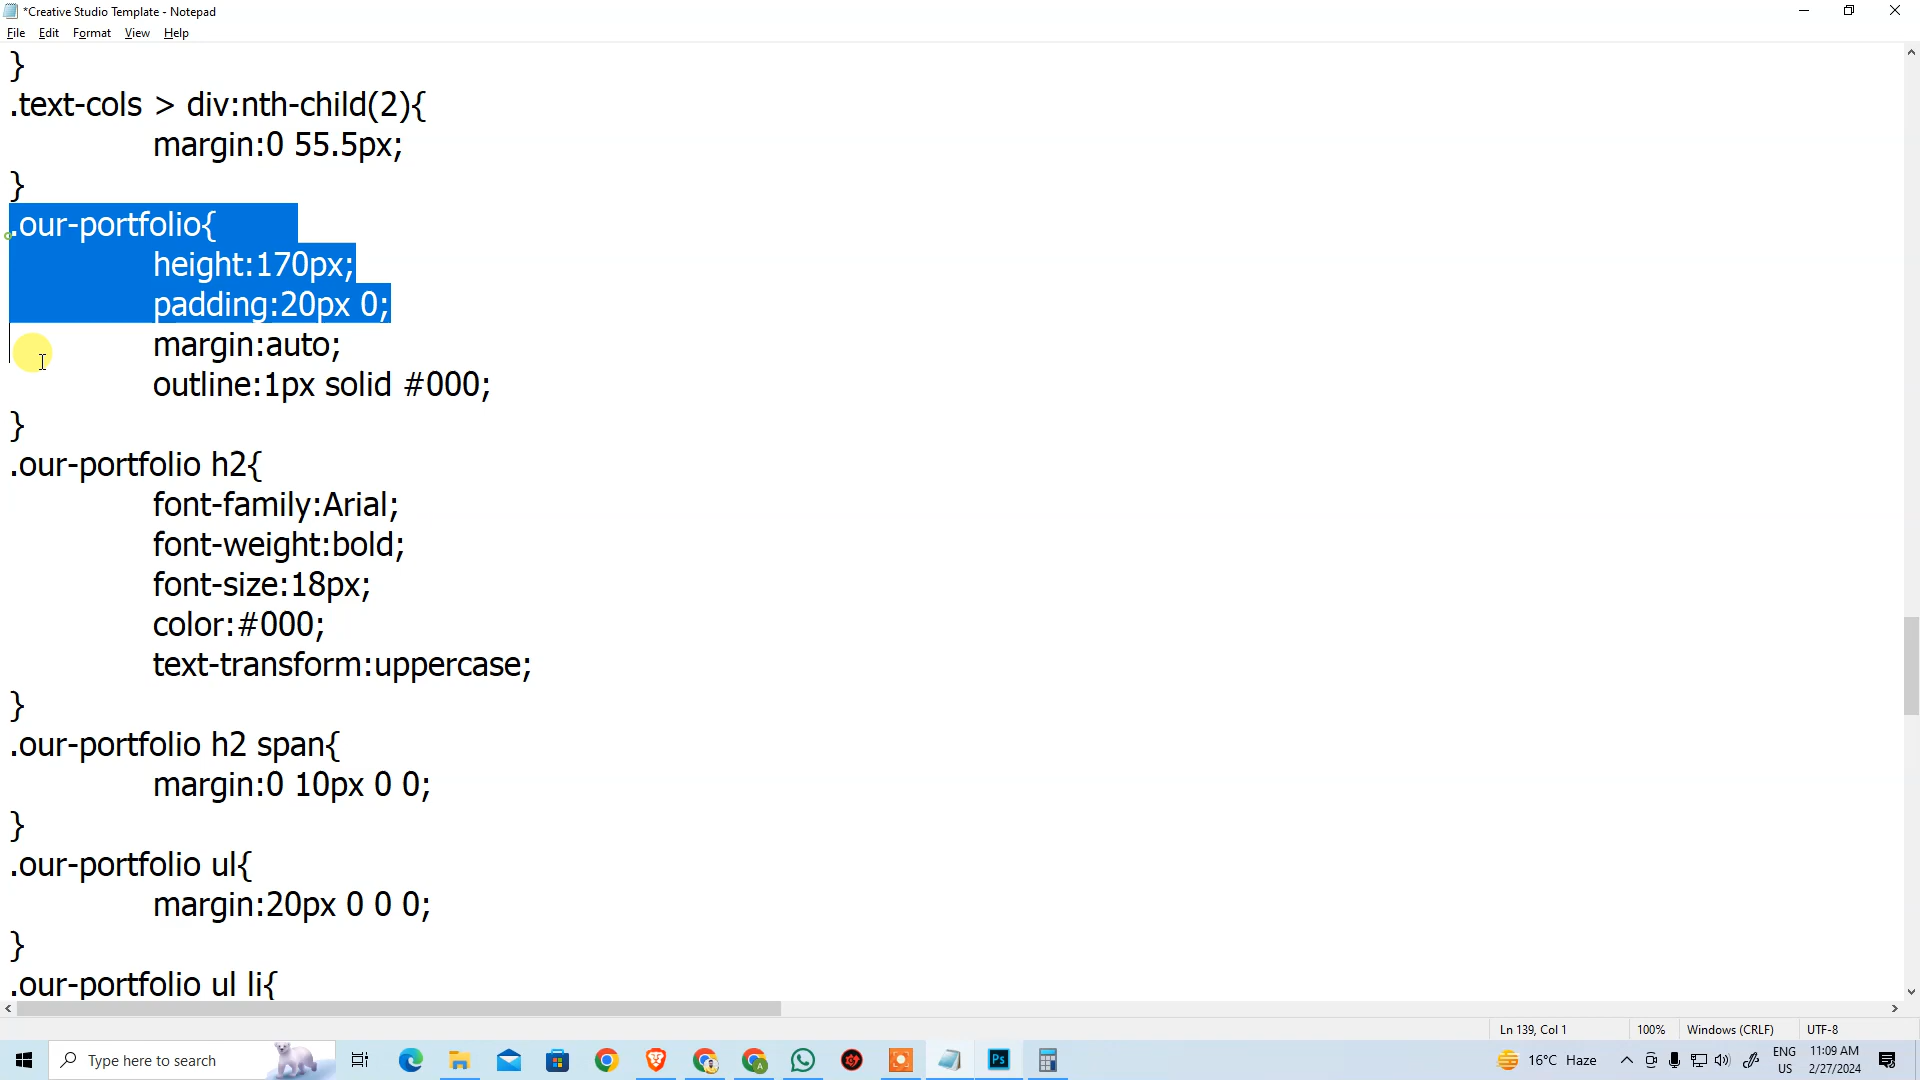 *Creative Studio Template - Notepad
File Edit Format View Help
}
.text-cols > div:nth-child(2){
margin:0 55.5px;
}
.our-portfolio{
height:170px;
padding:20px 0;
margin:auto;
outline:1px solid #000;
}
.our-portfolio h2{
font-family:Arial;
font-weight:bold;
font-size:18px;
color:#000;
text-transform:uppercase;
}
.our-portfolio h2 span{
margin:0 10px 0 0;
}
.our-portfolio ul{
margin:20px 0 0 0;
}
.our-portfolio ul li{
Ln 139, Col 1 100% Windows (CRLF) UTF-8
Type here to search Ps 16°C Haze ENG 11:09 AM
US 2/27/2024